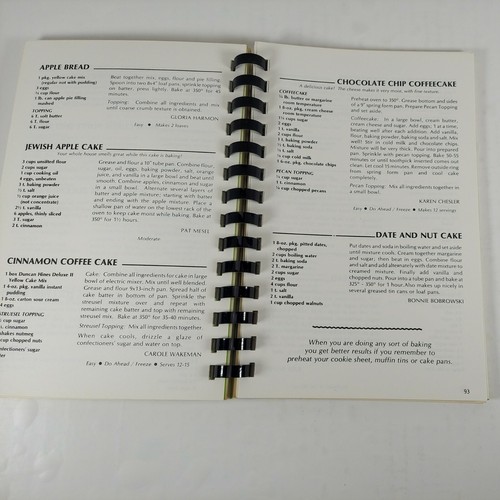 APPLE BREAD
1 pkg. yellow cake mix
(regular not with pudding)
3 eggs
⅓ cup flour
1 lb. can apple pie filling
mashed
TOPPING
4 T. soft butter
6 T. flour
6 T. sugar
Beat together mix, eggs, flour and pie filling.
Spoon into two 8x4" loaf pans; sprinkle topping
on batter, press lightly. Bake at 350° for 45
minutes.
Topping: Combine all ingredients and mix
until coarse crumb texture is obtained.
GLORIA HARMON
Easy • Makes 2 loaves
JEWISH APPLE CAKE
Your whole house smells great while this cake is baking!
3 cups unsifted flour
2 cups sugar
1 cup cooking oil
4 eggs, unbeaten
3 t. baking powder
½ t. salt
½ cup orange juice
(not concentrate)
2½ t. vanilla
6 apples, thinly sliced
t. sugar
2 t. cinnamon
Grease and flour a 10" tube pan. Combine flour,
sugar, oil, eggs, baking powder, salt, orange
juice, and vanilla in a large bowl and beat until
smooth. Combine apples, cinnamon and sugar
in a small bowl. Alternate several layers of
batter and apple mixture, starting with batter
and ending with the apple mixture. Place a
shallow pan of water on the lowest rack of the
oven to keep cake moist while baking. Bake at
350° for 1½ hours.
PAT METEL
Moderate
CINNAMON COFFEE CAKE
1 box Duncan Hines Deluxe II
Yellow Cake Mix
1 4-oz. pkg. vanilla instant
pudding
1 8-oz. carton sour cream
4 eggs
STREUSEL TOPPING
cup sugar
t. cinnamon
shakes nutmeg
cup chopped nuts
confectioners' sugar
Cake: Combine all ingredients for cake in large
bowl of electric mixer. Mix until well blended.
Grease and flour 9x13-inch pan. Spread half of
cake batter in bottom of pan. Sprinkle the
streusel mixture over and repeat with
remaining cake batter and top with remaining
streusel mix. Bake at 350° for 35-40 minutes.
Streusel Topping: Mix all ingredients together.
When cake cools, drizzle a glaze of
confectioners' sugar and water on top.
CAROLE WAKEMAN
Easy • Do Ahead / Freeze • Serves 12-15
CHOCOLATE CHIP COFFEECAKE
A delicious cake! The cheese makes it very moist, with fine texture.
COFFEECAKE
½ lb. butter or margarine
room temperature
1 8-oz. pkg. cream cheese
room temperature
1½ cups sugar
2 eggs
1 t. vanilla
2 cups flour
t. baking powder
½ t. baking soda
t. salt
1 6-oz. pkg. chocolate chips
PECAN TOPPING
cup sugar
1 t. cinnamon
cup chopped pecans
Preheat oven to 350°. Grease bottom and sides
of a 9" spring form pan. Prepare Pecan Topping
and set aside.
Coffeecake: In a large bowl, cream butter,
cream cheese and sugar. Add eggs, 1 at a time,
beating well after each addition. Add vanilla,
flour, baking powder, baking soda and salt. Mix
well! Stir in cold milk and chocolate chips.
Mixture will be very thick. Pour into prepared
pan. Sprinkle with pecan topping. Bake 50-55
minutes or until toothpick inserted comes out
clean. Let cool 15 minutes. Remove outside ring
from spring form pan and cool cake
completely.
Pecan Topping: Mix all ingredients together in
a small bowl.
KAREN CHESLER
Easy • Do Ahead / Freeze • Makes 12 servings
DATE AND NUT CAKE
1 8-oz. pkg. pitted dates,
chopped
2 cups boiling water
2 t. baking soda
2 T. margarine
2 cups sugar
2 eggs
4 cups flour
1 t. salt
2 t. vanilla
1 cup chopped walnuts
Put dates and soda in boiling water and set aside
until mixture cools. Cream together margarine
and sugar; then beat in eggs. Combine flour
and salt and add alternately with date mixture to
creamed mixture. Finally add vanilla and
chopped nuts. Pour into a tube pan and bake at
325° - 350° for 1 hour. Also makes up nicely in
several greased tin cans or loaf pans.
BONNIE BOBROWSKI
When you are doing any sort of baking
you get better results if you remember to
preheat your cookie sheet, muffin tins or cake pans.
93